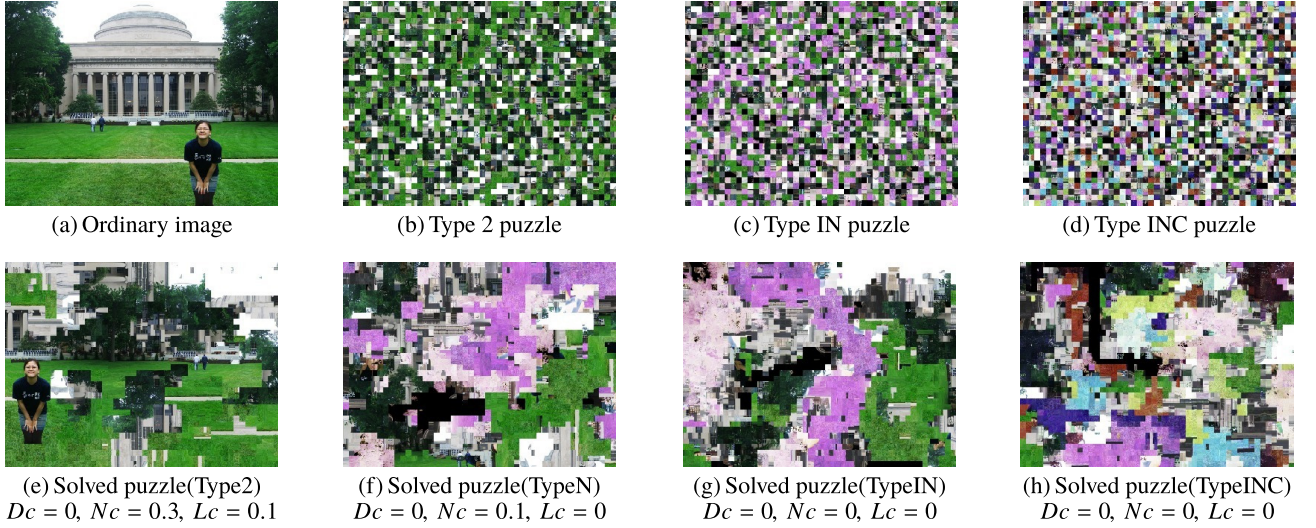 (a) Ordinary image
(b) Type 2 puzzle
(c) Type IN puzzle
(d) Type INC puzzle
(e) Solved puzzle(Type2)
Dc = 0, Nc = 0.3, Lc = 0.1
(f) Solved puzzle(TypeN)
Dc = 0, Nc = 0.1, Lc = 0
(g) Solved puzzle(TypeIN)
Dc = 0, Nc = 0, Lc = 0
(h) Solved puzzle(TypeINC)
Dc = 0, Nc = 0, Lc = 0